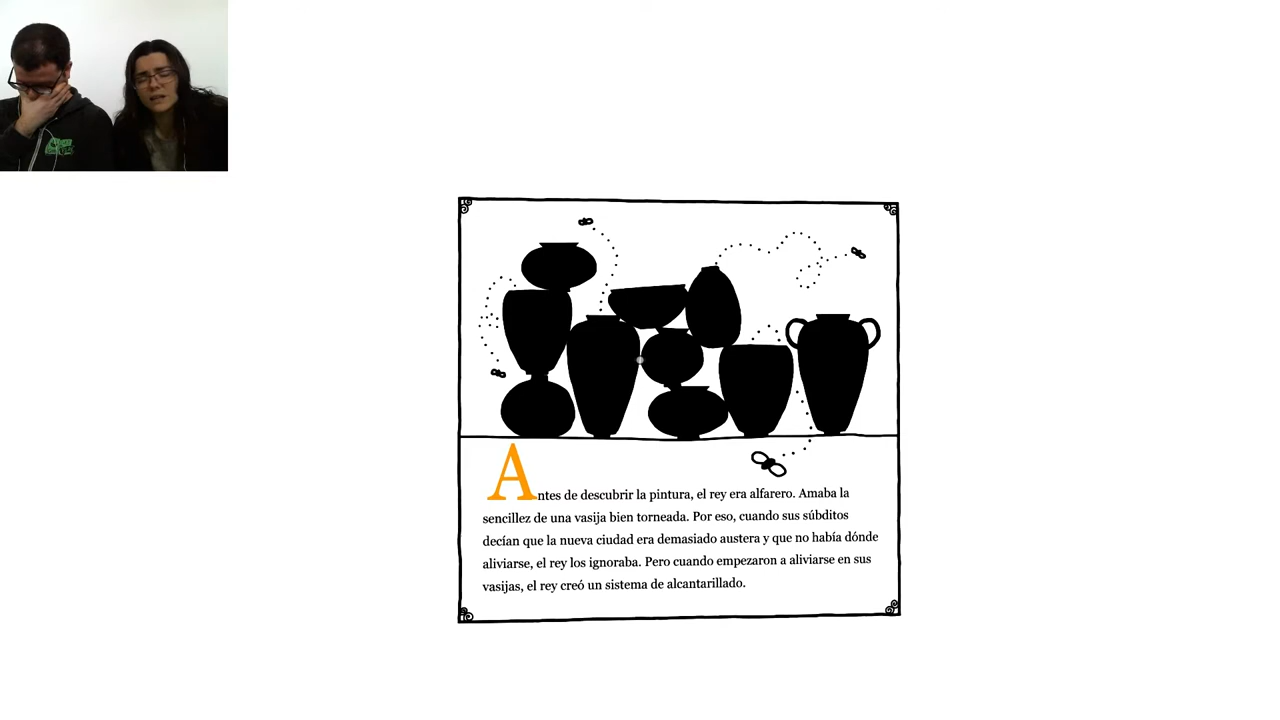 Antes de descubrir la pintura, el rey era alfarero. Amaba la
sencillez de una vasija bien torneada. Por eso, cuando sus súbditos
decían que la nueva ciudad era demasiado austera y que no había dónde
aliviarse, el rey los ignoraba. Pero cuando empezaron a aliviarse en sus
vasijas, el rey creó un sistema de alcantarillado.